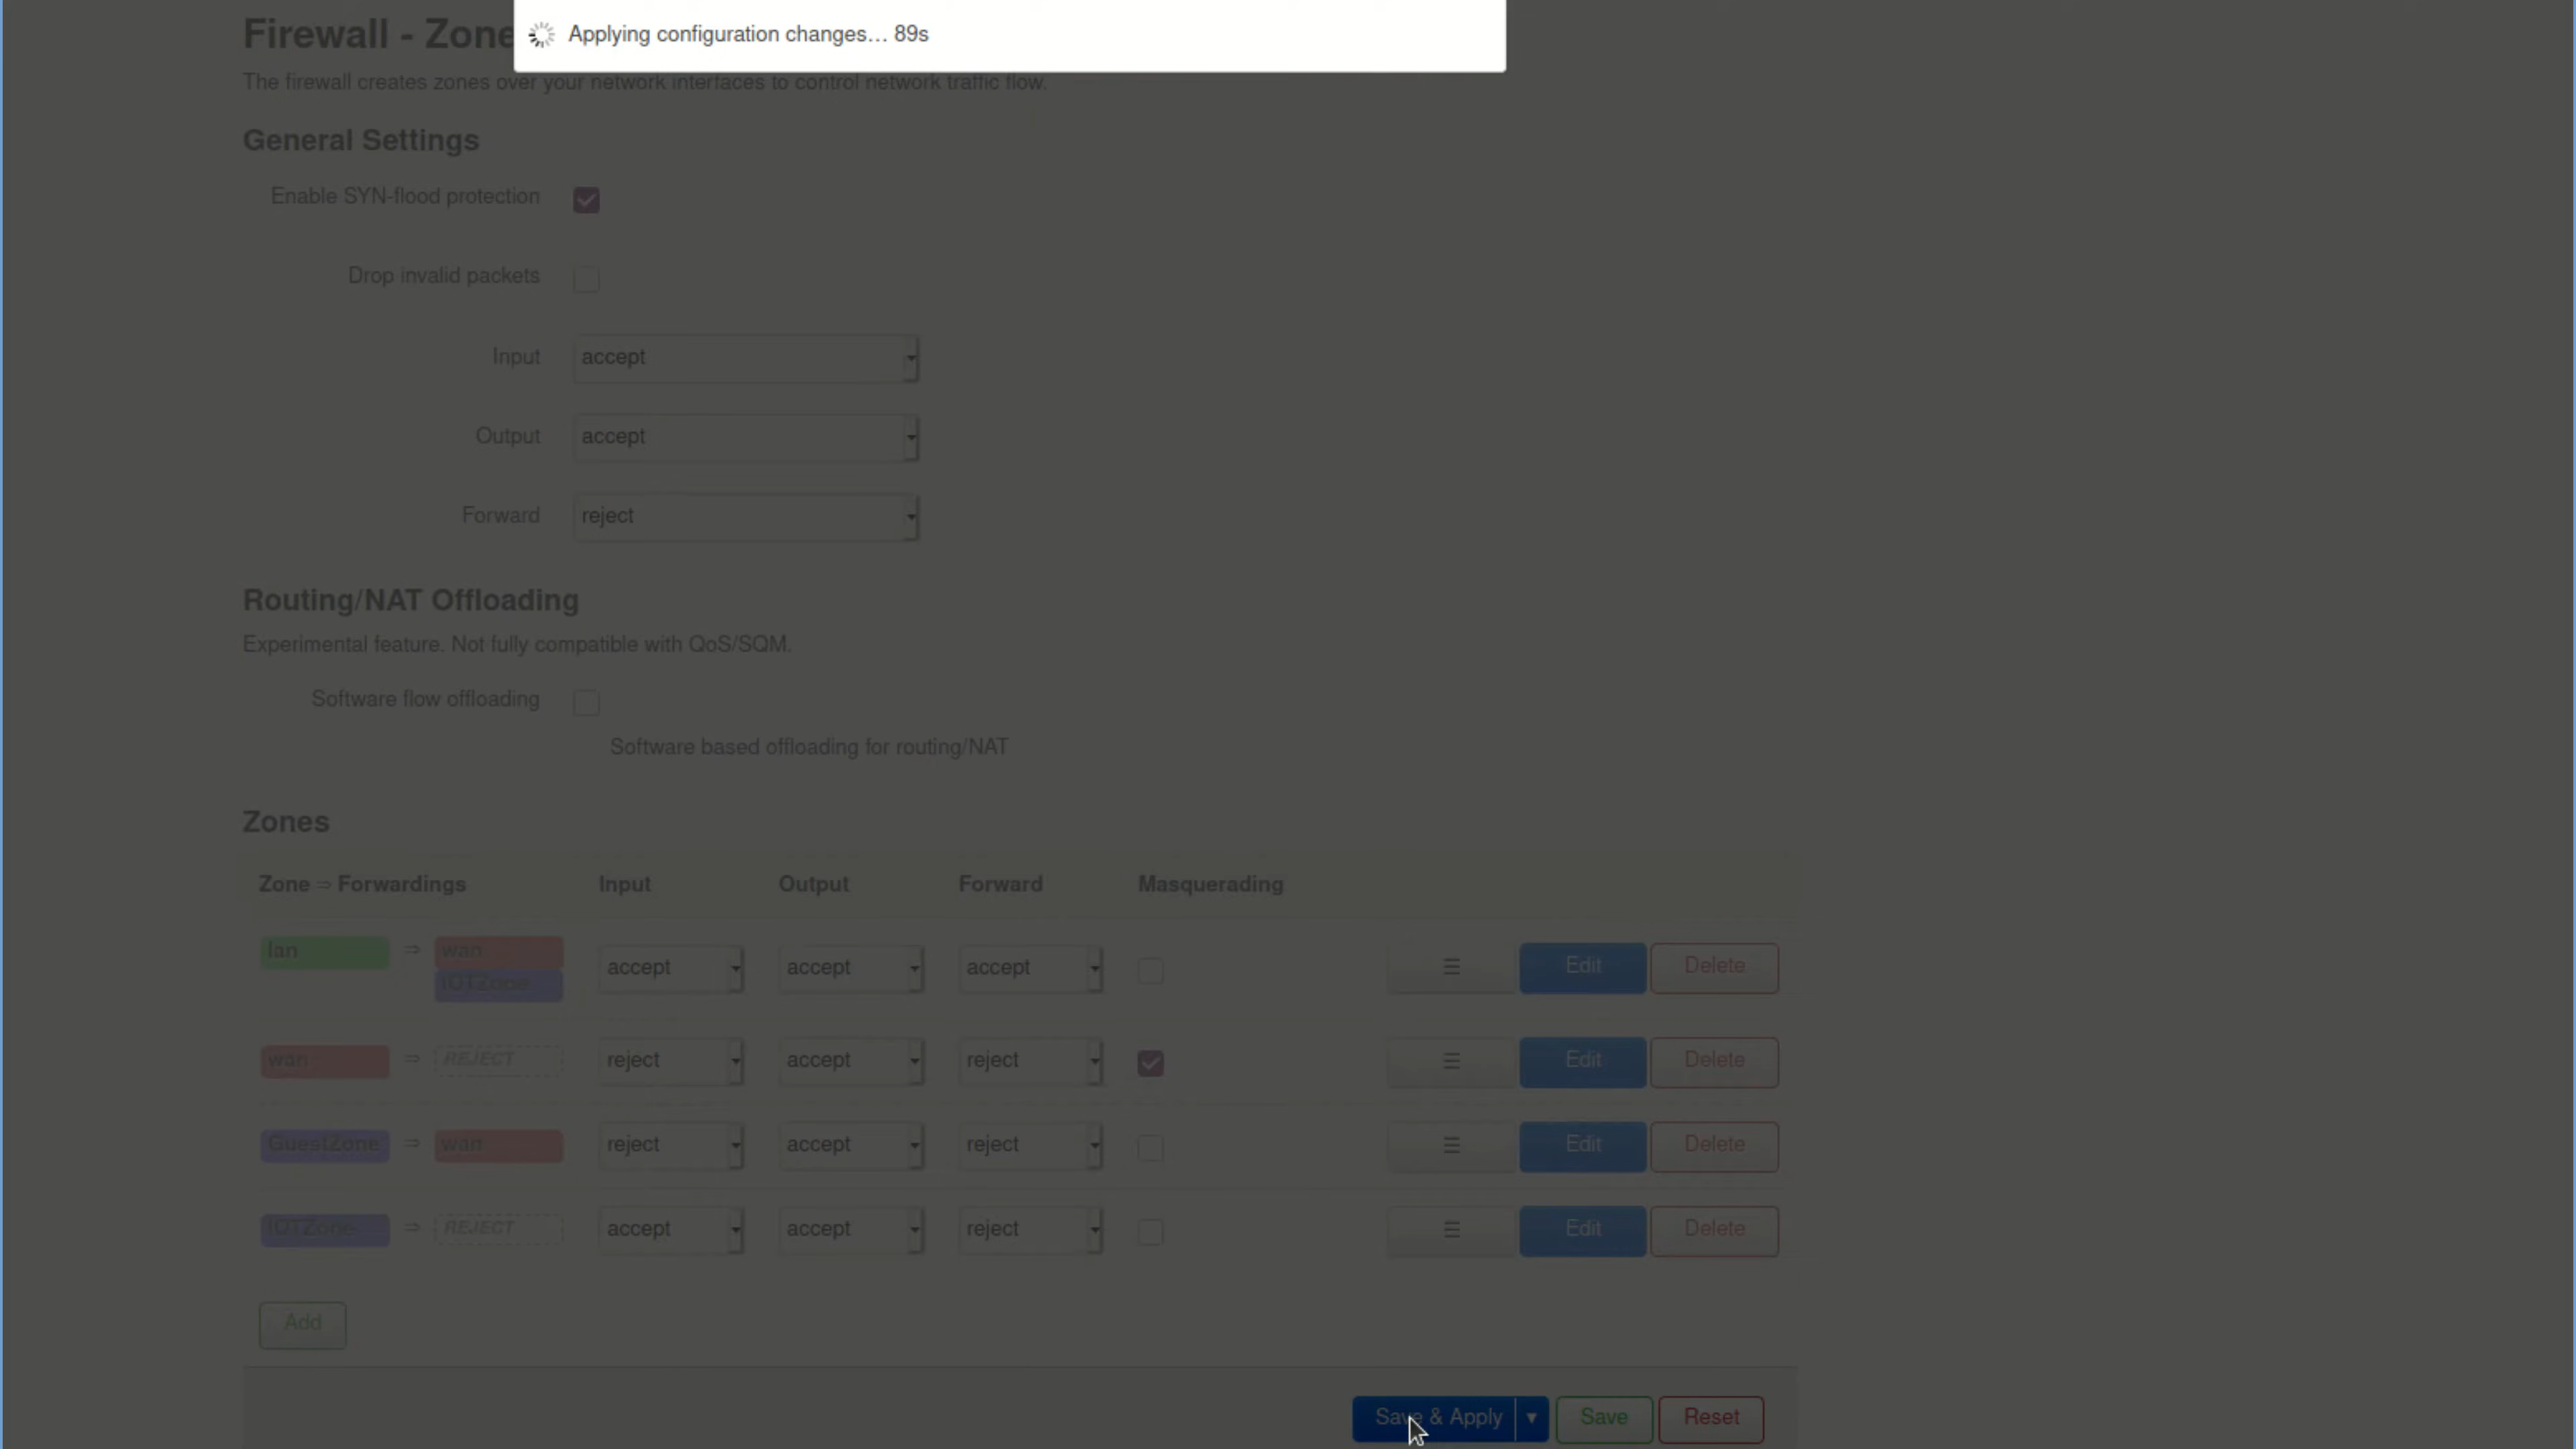 Firewall - Zone
Applying configuration changes... 89s
The firewall creates zones over your network interfaces to control network traffic flow.
General Settings
Enable SYN-flood protection
Drop invalid packets
Input accept
Output accept
Forward reject
Routing/NAT Offloading
Experimental feature. Not fully compatible with QoS/SQM.
Software flow offloading
Software based offloading for routing/NAT
Zones
Zone ⇒ Forwardings Input Output Forward Masquerading
lan ⇒ wan IOTZone accept accept accept ☰ Edit Delete
wan ⇒ REJECT reject accept reject ☰ Edit Delete
GuestZone ⇒ wan reject accept reject ☰ Edit Delete
IOTZone ⇒ REJECT accept accept reject ☰ Edit Delete
Add
Save & Apply ▾ Save Reset